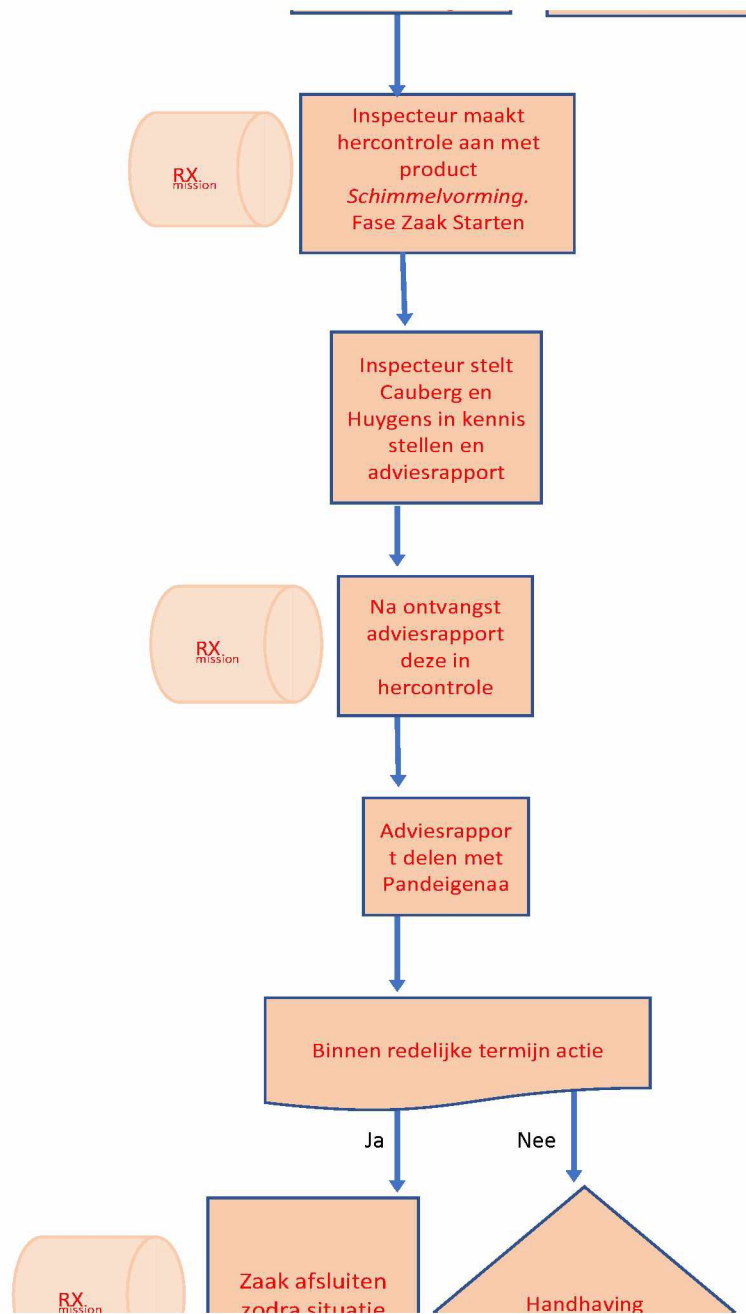 Inspecteur maakt
hercontrole aan met
product
Schimmelvorming.
Fase Zaak Starten
RX
mission
Inspecteur stelt
Cauberg en
Huygens in kennis
stellen en
adviesrapport
Na ontvangst
adviesrapport
deze in
hercontrole
RX
mission
Adviesrappor
t delen met
Pandeigenaa
Binnen redelijke termijn actie
Ja
Nee
Zaak afsluiten
zodra situatie
Handhaving
RX
mission